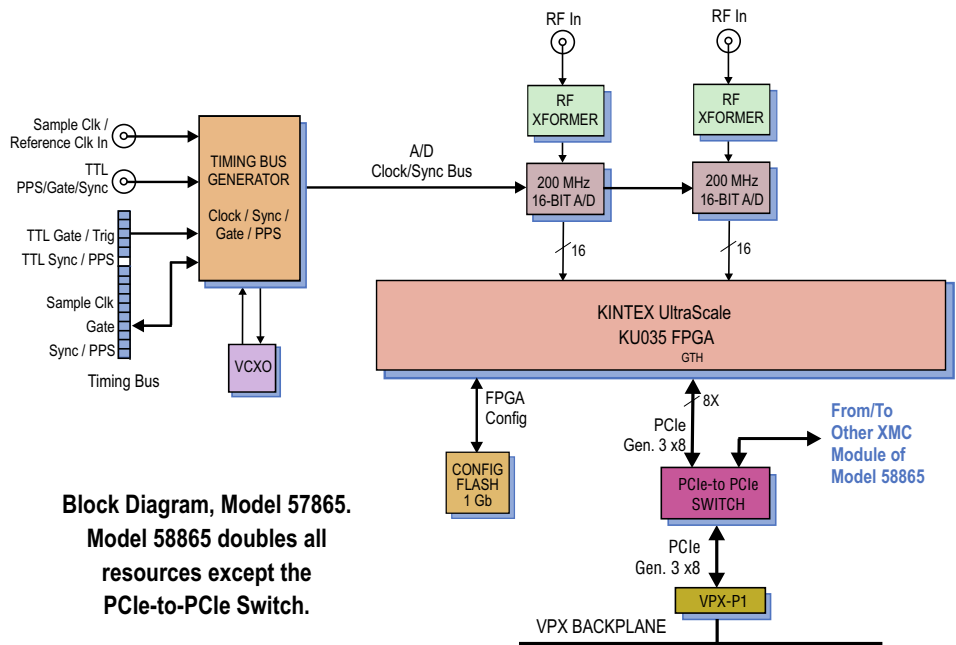 RF In
RF In
RF
XFORMER
RF
XFORMER
Sample Clk /
Reference Clk In
TTL
PPS/Gate/Sync
TIMING BUS
GENERATOR
Clock / Sync /
Gate / PPS
A/D
Clock/Sync Bus
200 MHz
16-BIT A/D
200 MHz
16-BIT A/D
TTL Gate / Trig
TTL Sync / PPS
Sample Clk
Gate
Sync / PPS
Timing Bus
VCXO
16
16
KINTEX UltraScale
KU035 FPGA
GTH
FPGA
Config
8X
PCIe
Gen. 3 x8
From/To
Other XMC
Module of
Model 58865
CONFIG
FLASH
1 Gb
PCIe-to PCIe
SWITCH
PCIe
Gen. 3 x8
VPX-P1
VPX BACKPLANE
Block Diagram, Model 57865.
Model 58865 doubles all
resources except the
PCIe-to-PCIe Switch.